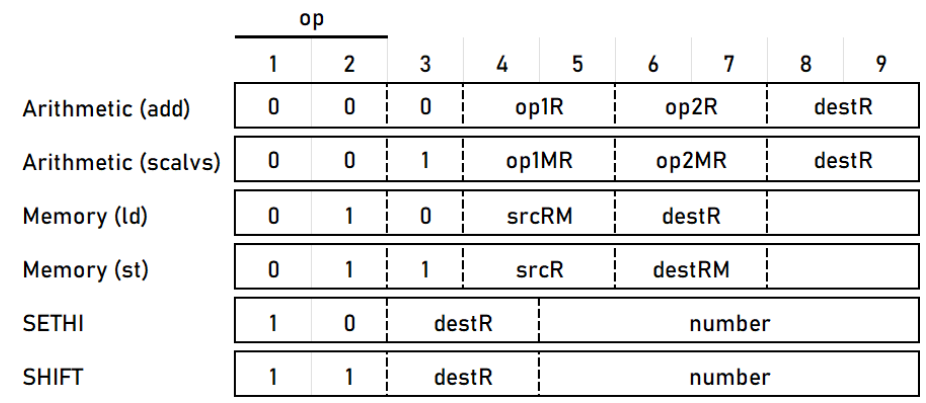 op
1 2 3 4 5 6 7 8 9
Arithmetic (add) 0 0 0 op1R op2R destR
Arithmetic (scalvs) 0 0 1 op1MR op2MR destR
Memory (ld) 0 1 0 srcRM destR
Memory (st) 0 1 1 srcR destRM
SETHI 1 0 destR number
SHIFT 1 1 destR number